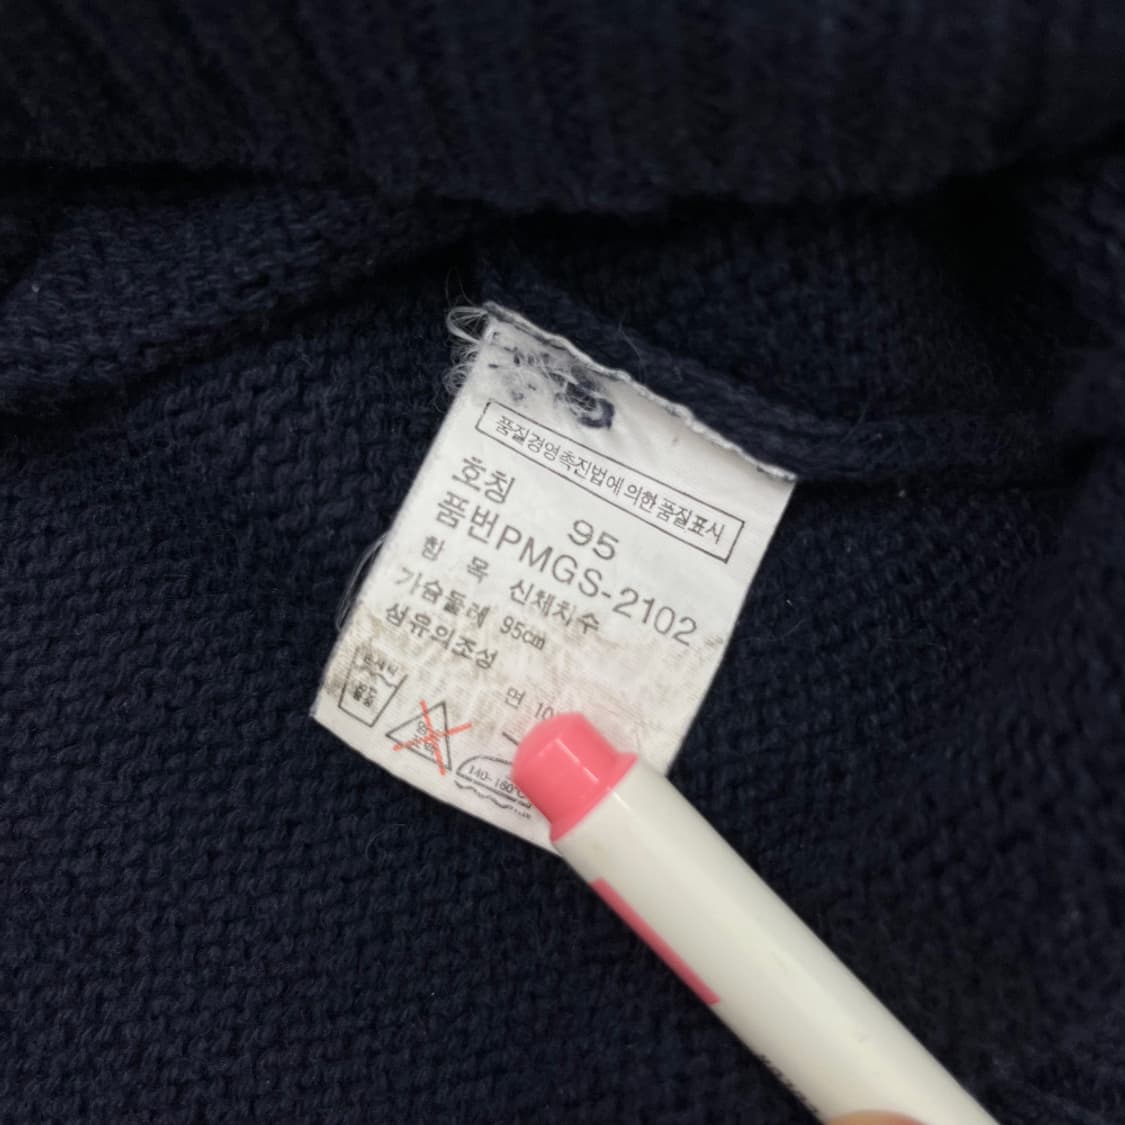 품질경영촉진법에 의한 품질표시
호칭 95
품번PMGS-2102
항 목 신체치수
가슴둘레 95cm
섬유의조성
면 10
140-160℃